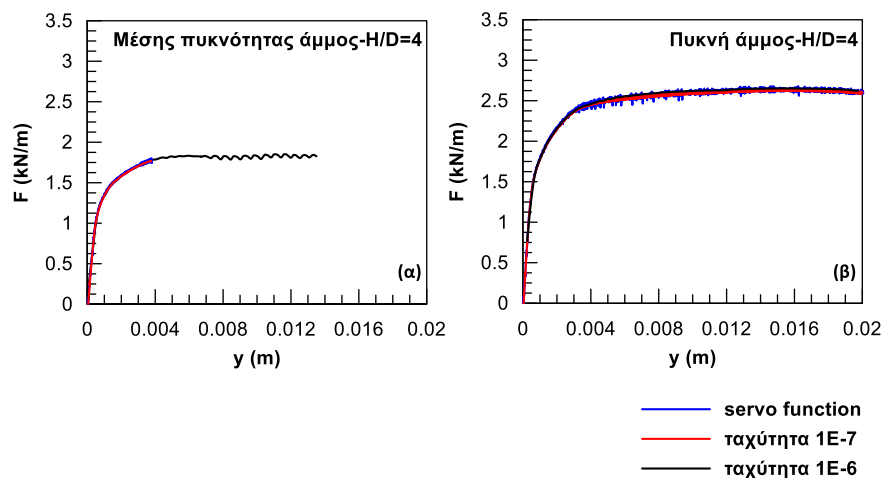 Μέσης πυκνότητας άμμος-H/D=4
3.5
3
2.5
2
1.5
1
0.5
0
F (kN/m)
(α)
0 0.004 0.008 0.012 0.016 0.02
y (m)
Πυκνή άμμος-H/D=4
3.5
3
2.5
2
1.5
1
0.5
0
F (kN/m)
(β)
0 0.004 0.008 0.012 0.016 0.02
y (m)
servo function
ταχύτητα 1E-7
ταχύτητα 1E-6